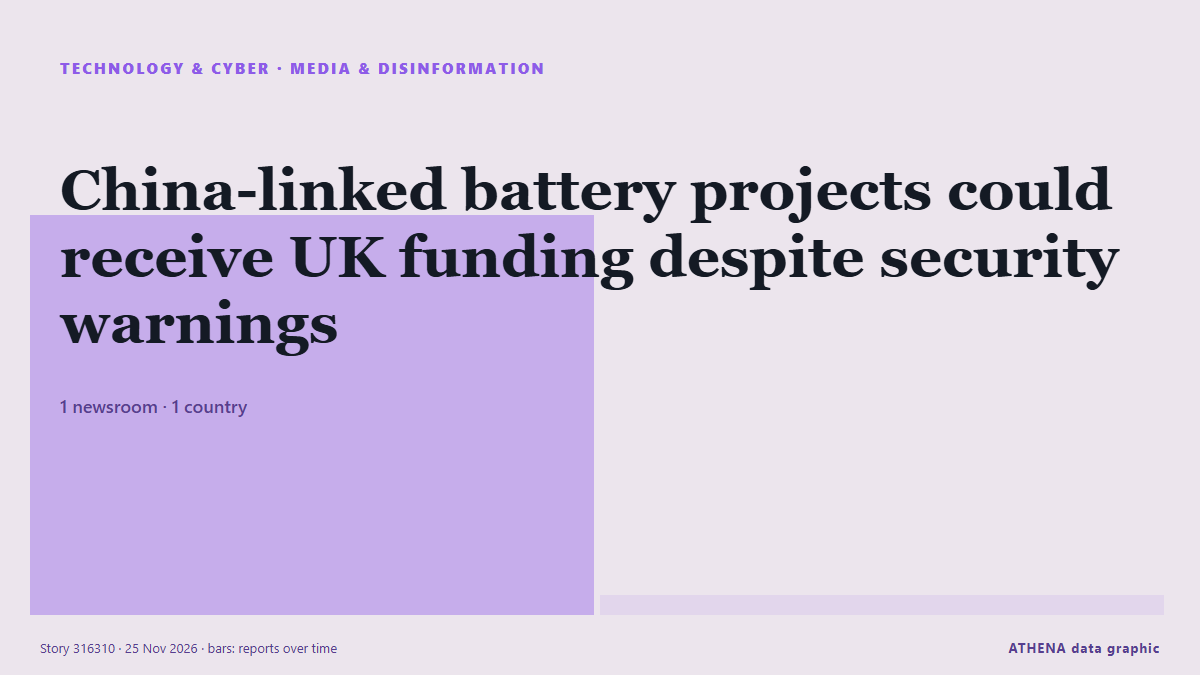 TECHNOLOGY & CYBER · MEDIA & DISINFORMATION
China-linked battery projects could
receive UK funding despite security
warnings
1 newsroom · 1 country
Story 316310 · 25 Nov 2026 · bars: reports over time
ATHENA data graphic